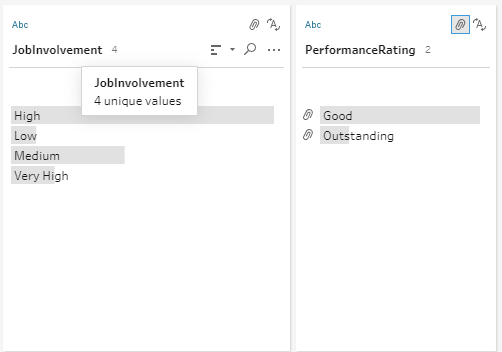 Abc
JobInvolvement 4
JobInvolvement
4 unique values
High
Low
Medium
Very High
Abc
PerformanceRating 2
Good
Outstanding